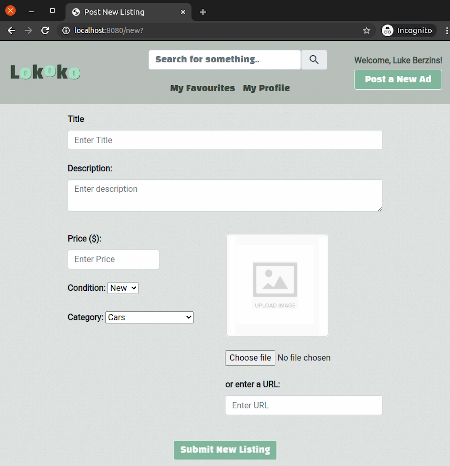 Post New Listing
localhost:8080/new?
Incognito
Lokoko
Search for something..
Welcome, Luke Berzins!
My Favourites My Profile
Post a New Ad
Title
Enter Title
Description:
Enter description
Price ($):
Enter Price
Condition: New
Category: Cars
UPLOAD IMAGE
Choose file No file chosen
or enter a URL:
Enter URL
Submit New Listing